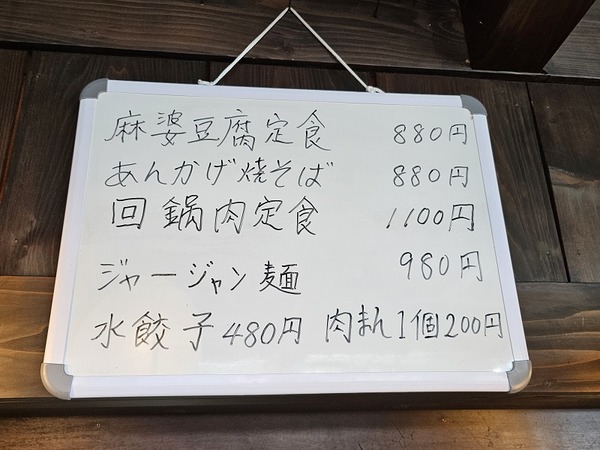 麻婆豆腐定食 880円
あんかけ焼そば 880円
回鍋肉定食 1100円
ジャージャン麺 980円
水餃子480円 肉まん1個200円